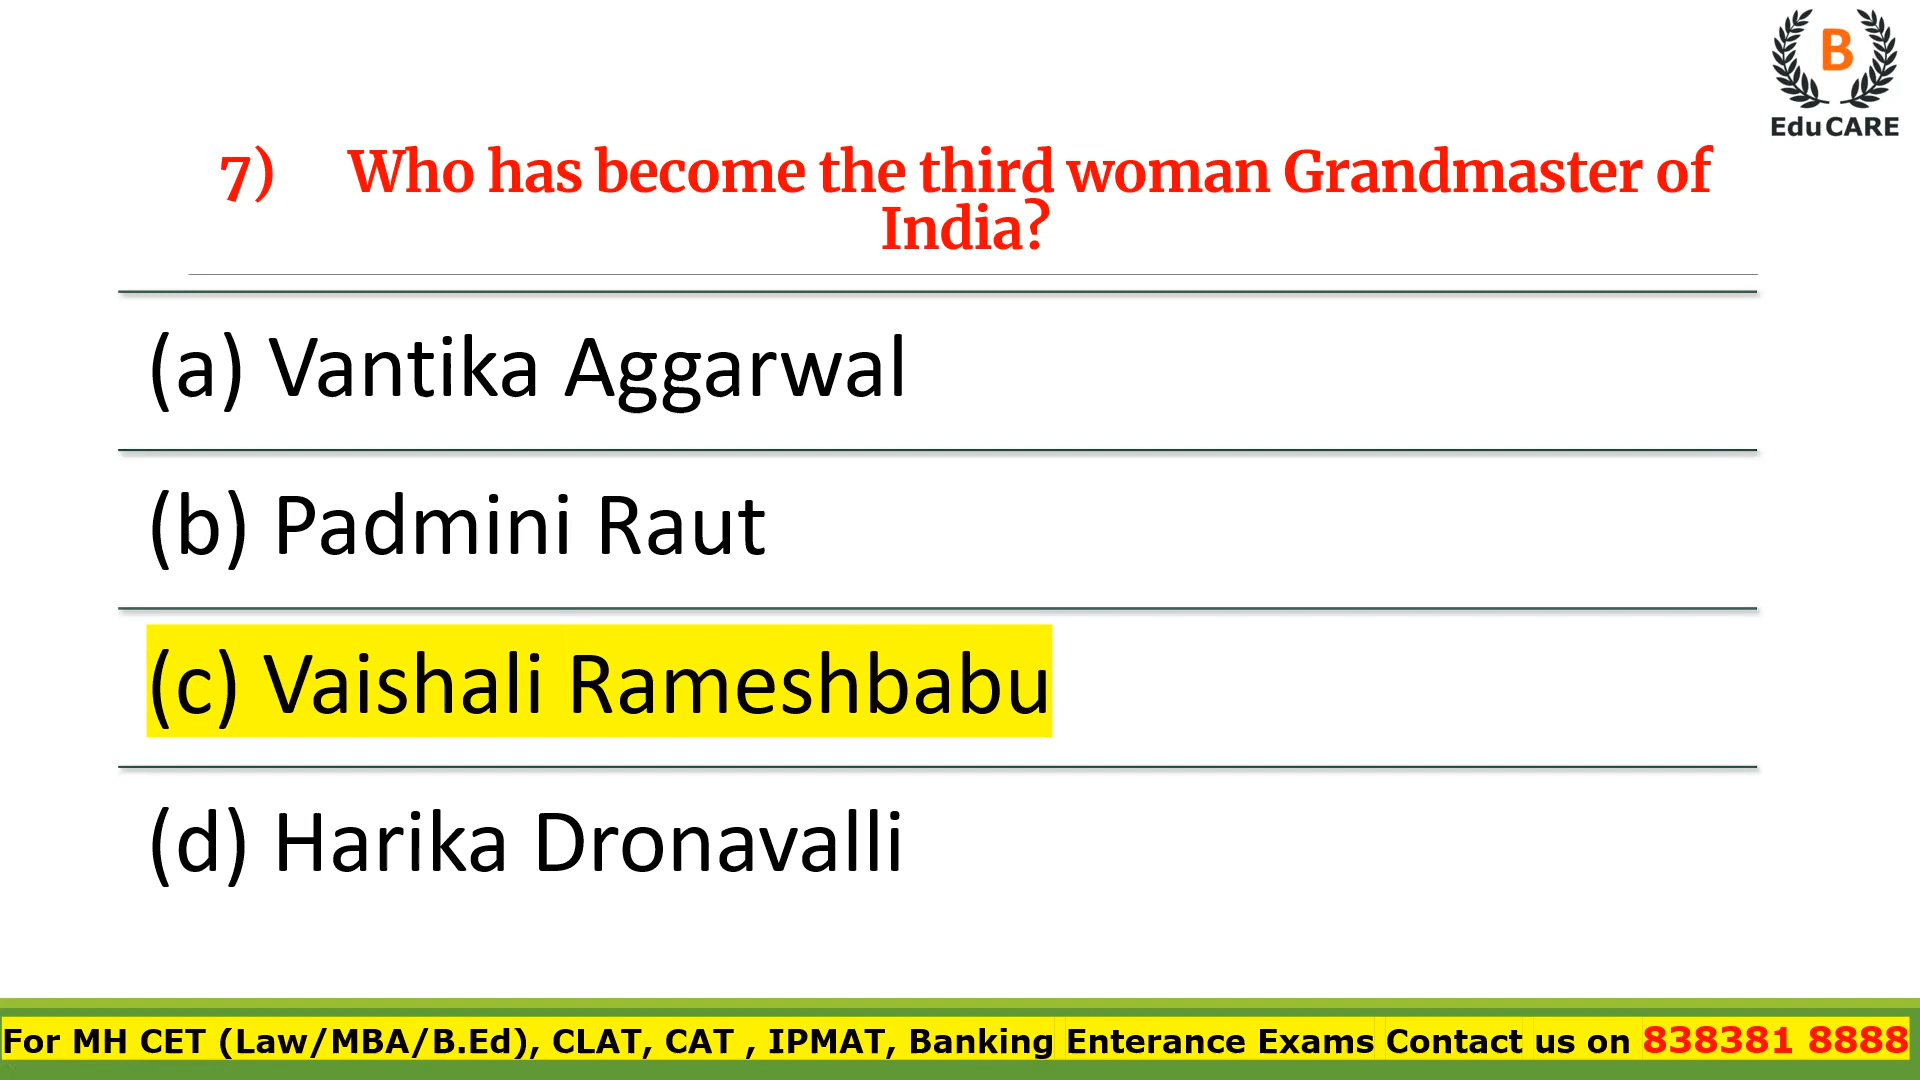 B
EduCARE
7) Who has become the third woman Grandmaster of
India?
(a) Vantika Aggarwal
(b) Padmini Raut
(c) Vaishali Rameshbabu
(d) Harika Dronavalli
For MH CET (Law/MBA/B.Ed), CLAT, CAT , IPMAT, Banking Enterance Exams Contact us on 838381 8888